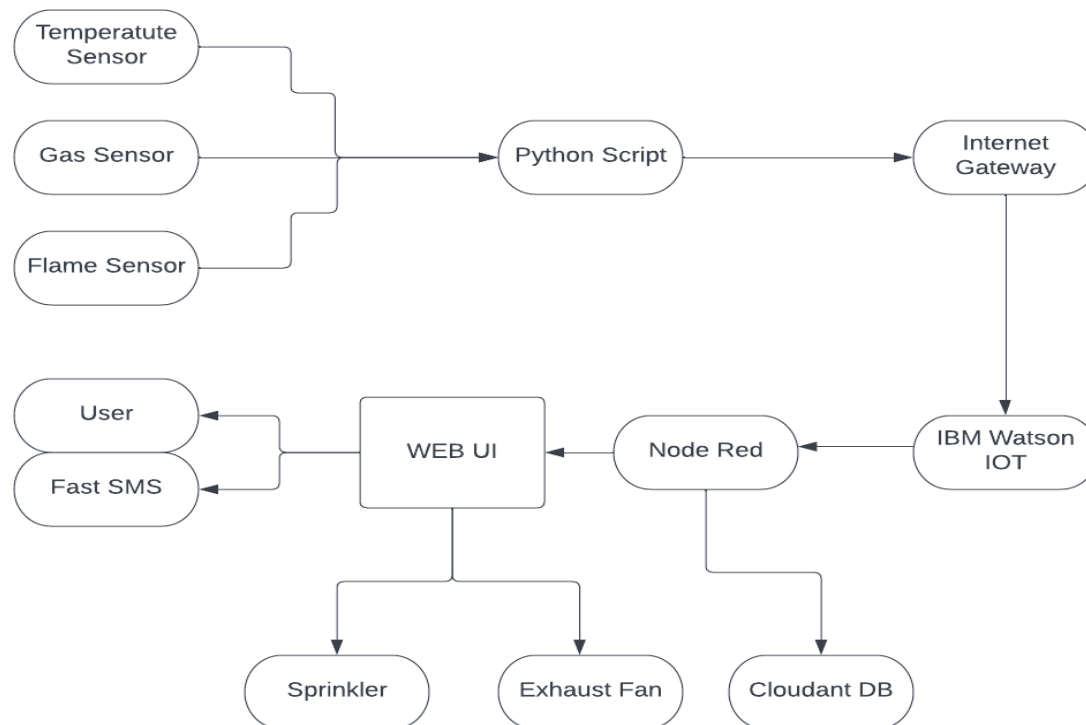 Temperatute
Sensor
Gas Sensor
Python Script
Internet
Gateway
Flame Sensor
User
Fast SMS
WEB UI
Node Red
IBM Watson
IOT
Sprinkler
Exhaust Fan
Cloudant DB